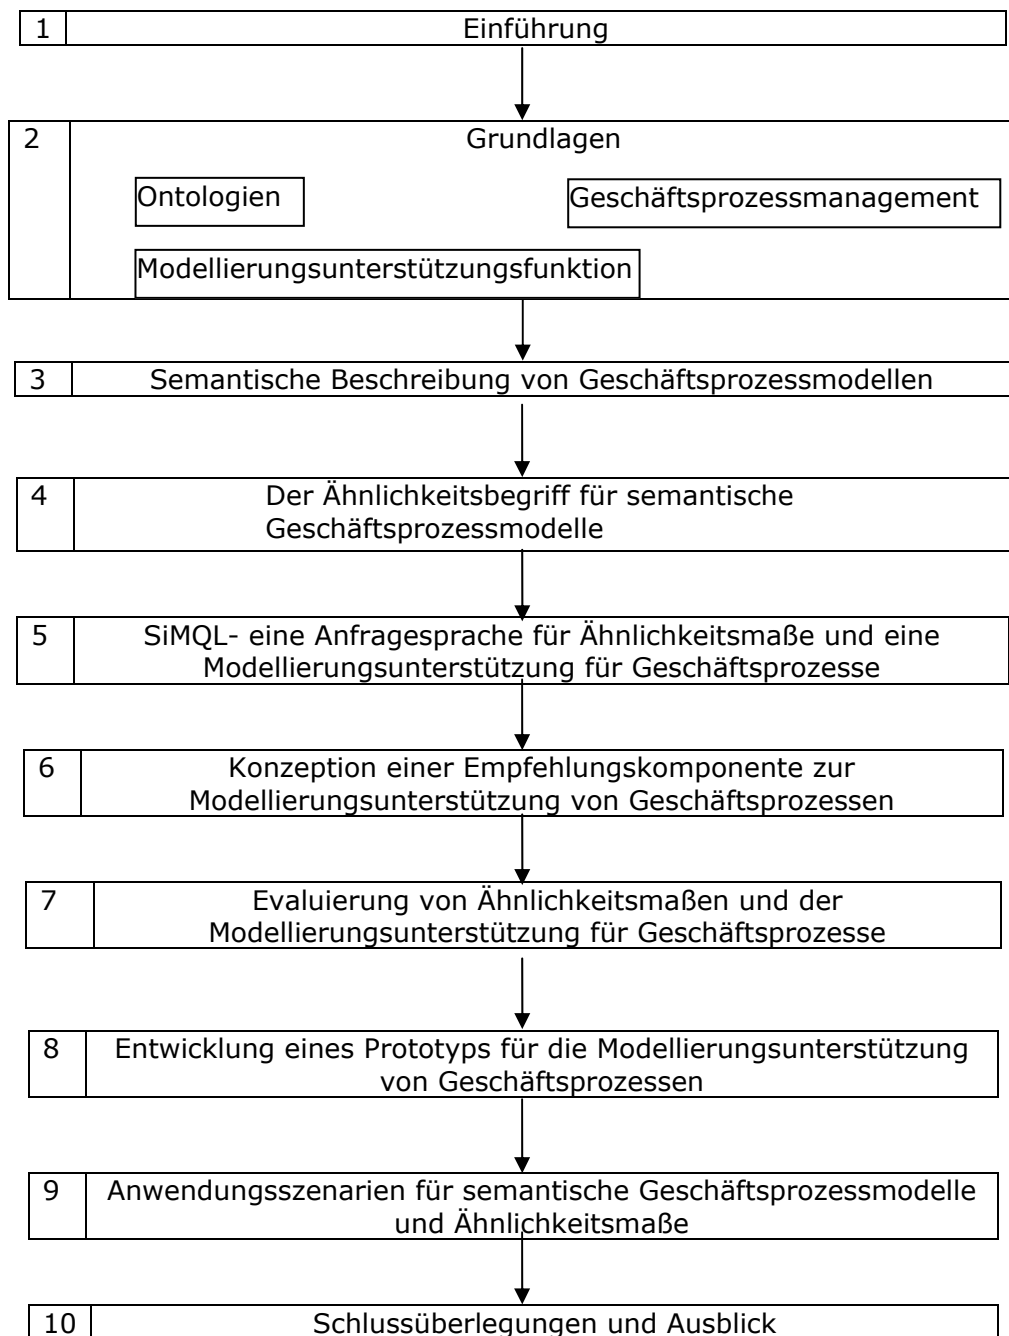 1 Einführung
2 Grundlagen
Ontologien Geschäftsprozessmanagement
Modellierungsunterstützungsfunktion
3 Semantische Beschreibung von Geschäftsprozessmodellen
4 Der Ähnlichkeitsbegriff für semantische
Geschäftsprozessmodelle
5 SiMQL- eine Anfragesprache für Ähnlichkeitsmaße und eine
Modellierungsunterstützung für Geschäftsprozesse
6 Konzeption einer Empfehlungskomponente zur
Modellierungsunterstützung von Geschäftsprozessen
7 Evaluierung von Ähnlichkeitsmaßen und der
Modellierungsunterstützung für Geschäftsprozesse
8 Entwicklung eines Prototyps für die Modellierungsunterstützung
von Geschäftsprozessen
9 Anwendungsszenarien für semantische Geschäftsprozessmodelle
und Ähnlichkeitsmaße
10 Schlussüberlegungen und Ausblick